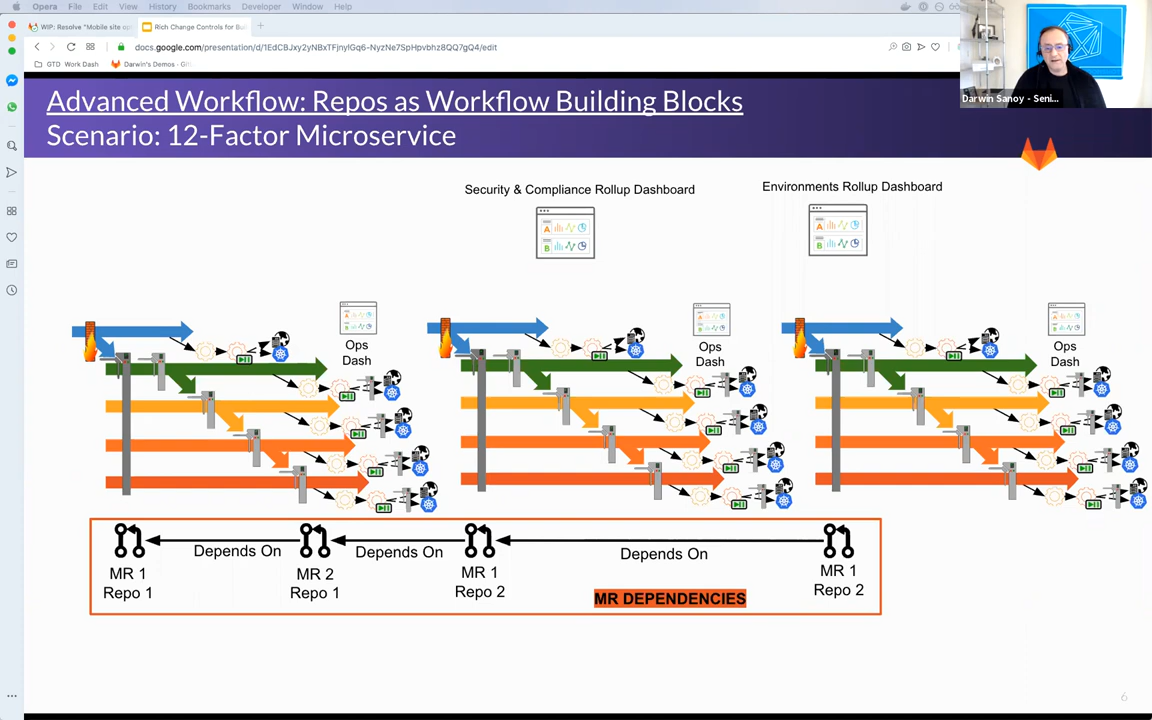 Opera File Edit View History Bookmarks Developer Window Help
WIP: Resolve "Mobile site op
Rich Change Controls for Bui
docs.google.com/presentation/d/1EdCBJxy2yNBxTFjnylGq6-NyzNe7SpHpvbhz8QQ7gQ4/edit
GTD Work Dash
Darwin's Demos - Git
Darwin Sanoy - Seni...
Advanced Workflow: Repos as Workflow Building Blocks
Scenario: 12-Factor Microservice
Security & Compliance Rollup Dashboard
Environments Rollup Dashboard
A
B
A
B
Ops
Dash
Ops
Dash
Ops
Dash
Depends On
Depends On
Depends On
MR 1
Repo 1
MR 2
Repo 1
MR 1
Repo 2
MR 1
Repo 2
MR DEPENDENCIES
6